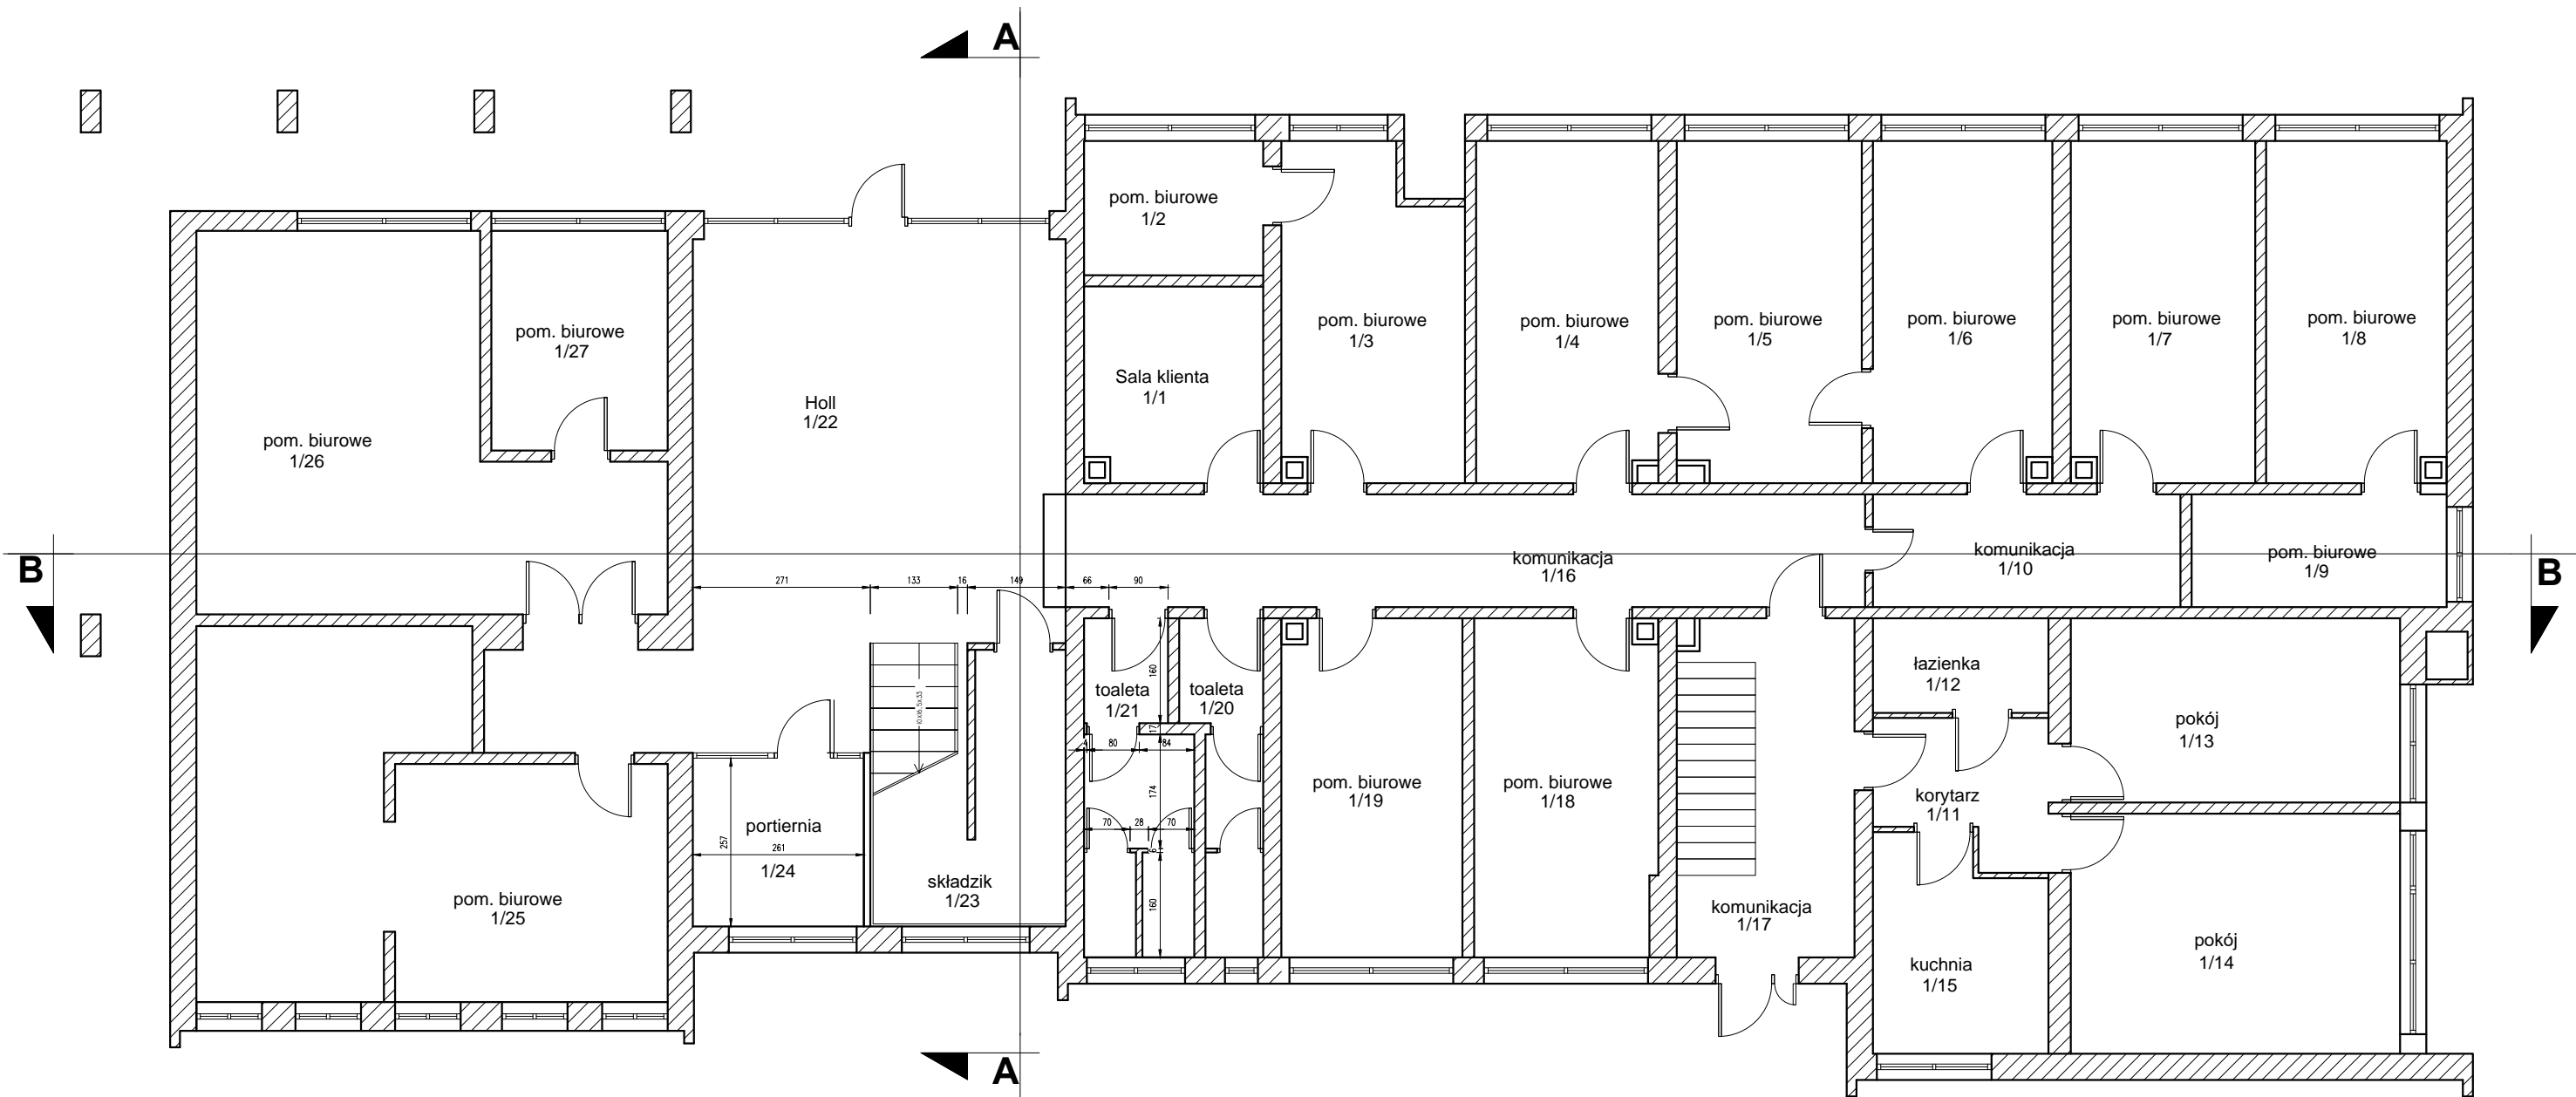 A
pom. biurowe
1/2
pom. biurowe
1/27
pom. biurowe
1/3
pom. biurowe
1/4
pom. biurowe
1/5
pom. biurowe
1/6
pom. biurowe
1/7
pom. biurowe
1/8
Sala klienta
1/1
Holl
1/22
pom. biurowe
1/26
B
komunikacja
1/16
komunikacja
1/10
pom. biurowe
1/9
B
271
133
16
149
66
90
160
17
toaleta
1/21
toaleta
1/20
łazienka
1/12
pokój
1/13
80
84
174
70
28
70
6
160
pom. biurowe
1/19
pom. biurowe
1/18
korytarz
1/11
portiernia
261
1/24
257
składzik
1/23
pom. biurowe
1/25
komunikacja
1/17
kuchnia
1/15
pokój
1/14
A